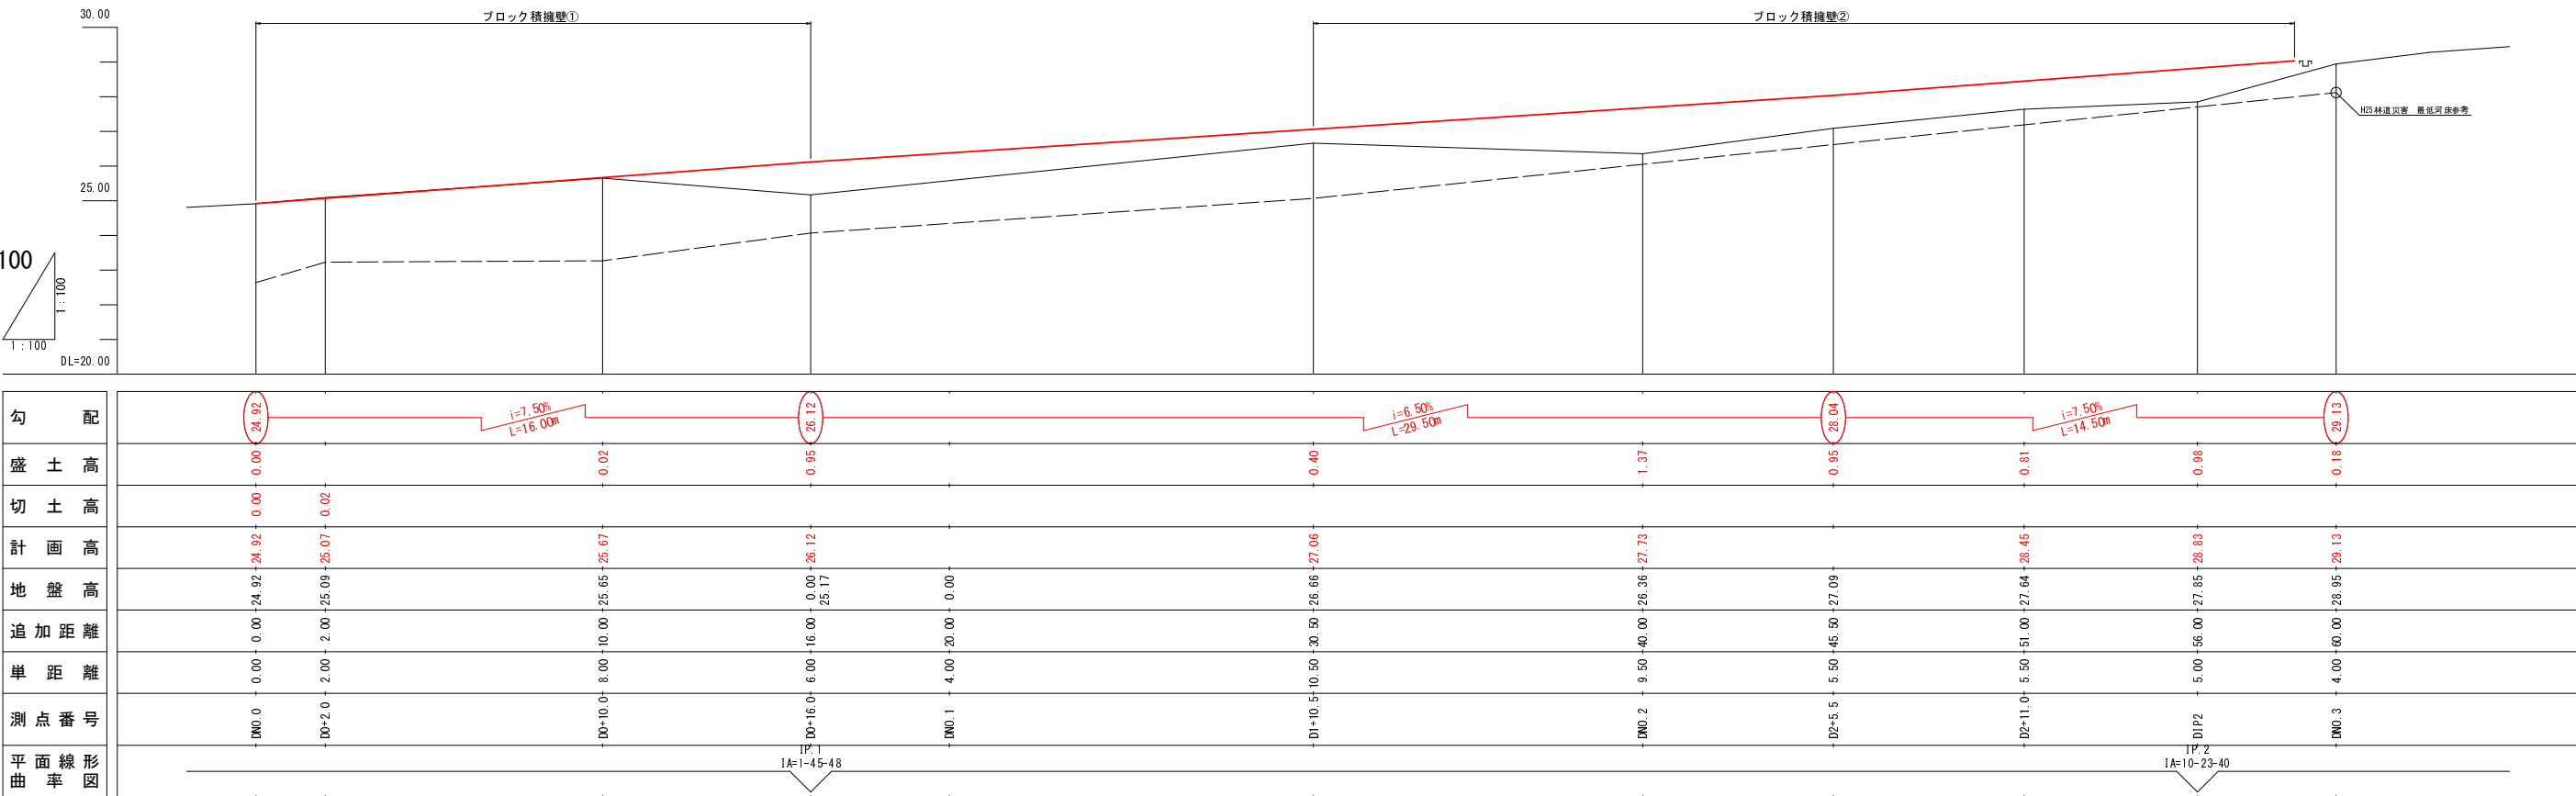 ブロック積擁壁①
ブロック積擁壁②
30.00
25.00
DL=20.00
100
1:100
1:100
H25林道災害 最低河床参考
勾配
24.92
i=7.50%
L=16.00m
26.12
i=6.50%
L=29.50m
28.04
i=7.50%
L=14.50m
29.13
盛土高
0.00 0.02 0.95 0.40 1.37 0.95 0.81 0.98 0.18
切土高
0.00 0.02
計画高
24.92 25.07 25.67 26.12 27.06 27.73 28.45 28.83 29.13
地盤高
24.92 25.09 25.65 0.00 25.17 0.00 26.66 26.36 27.09 27.64 27.85 28.95
追加距離
0.00 2.00 10.00 16.00 20.00 30.50 40.00 45.50 51.00 56.00 60.00
単距離
0.00 2.00 8.00 6.00 4.00 10.50 9.50 5.50 5.50 5.00 4.00
測点番号
DNO.0 D0+2.0 D0+10.0 D0+16.0 DNO.1 D1+10.5 DNO.2 D2+5.5 D2+11.0 DIP2 DNO.3
平面線形
曲率図
IP.1
IA=1-45-48
IP.2
IA=10-23-40